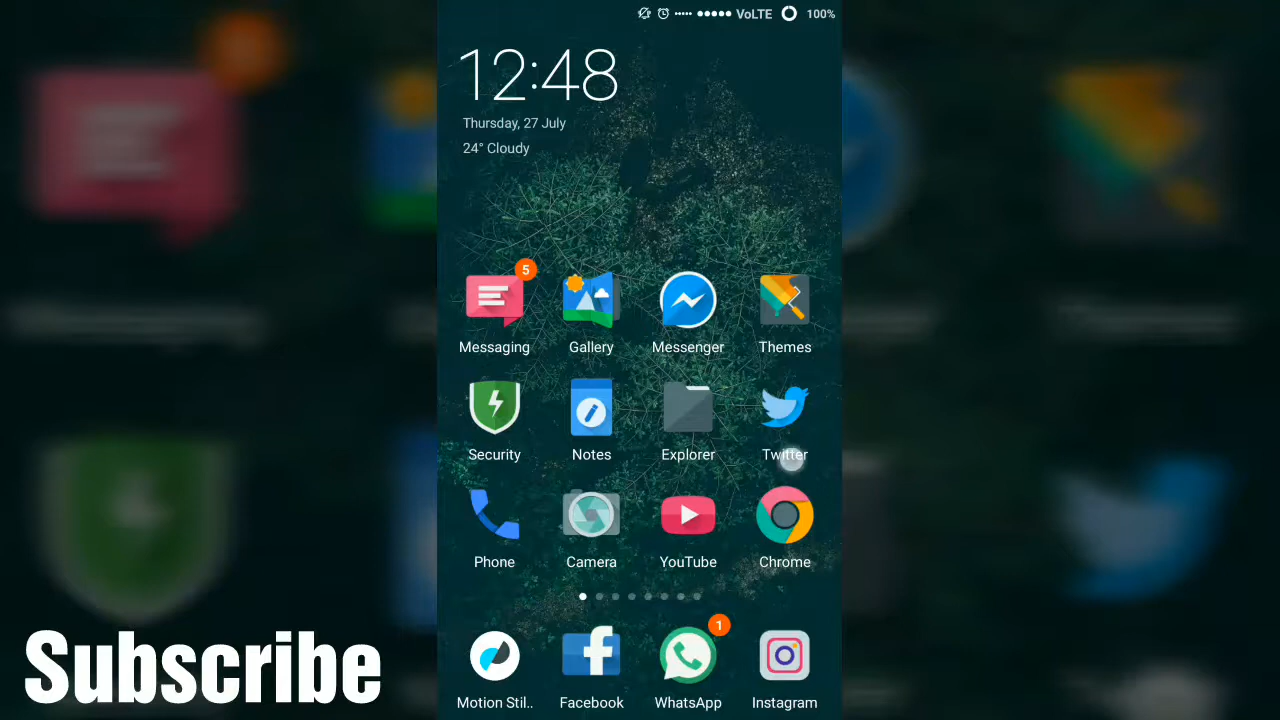 VoLTE 100%
12:48
Thursday, 27 July
24° Cloudy
5
Messaging Gallery Messenger Themes
Security Notes Explorer Twitter
Phone Camera YouTube Chrome
1
Motion Stil.. Facebook WhatsApp Instagram
Subscribe